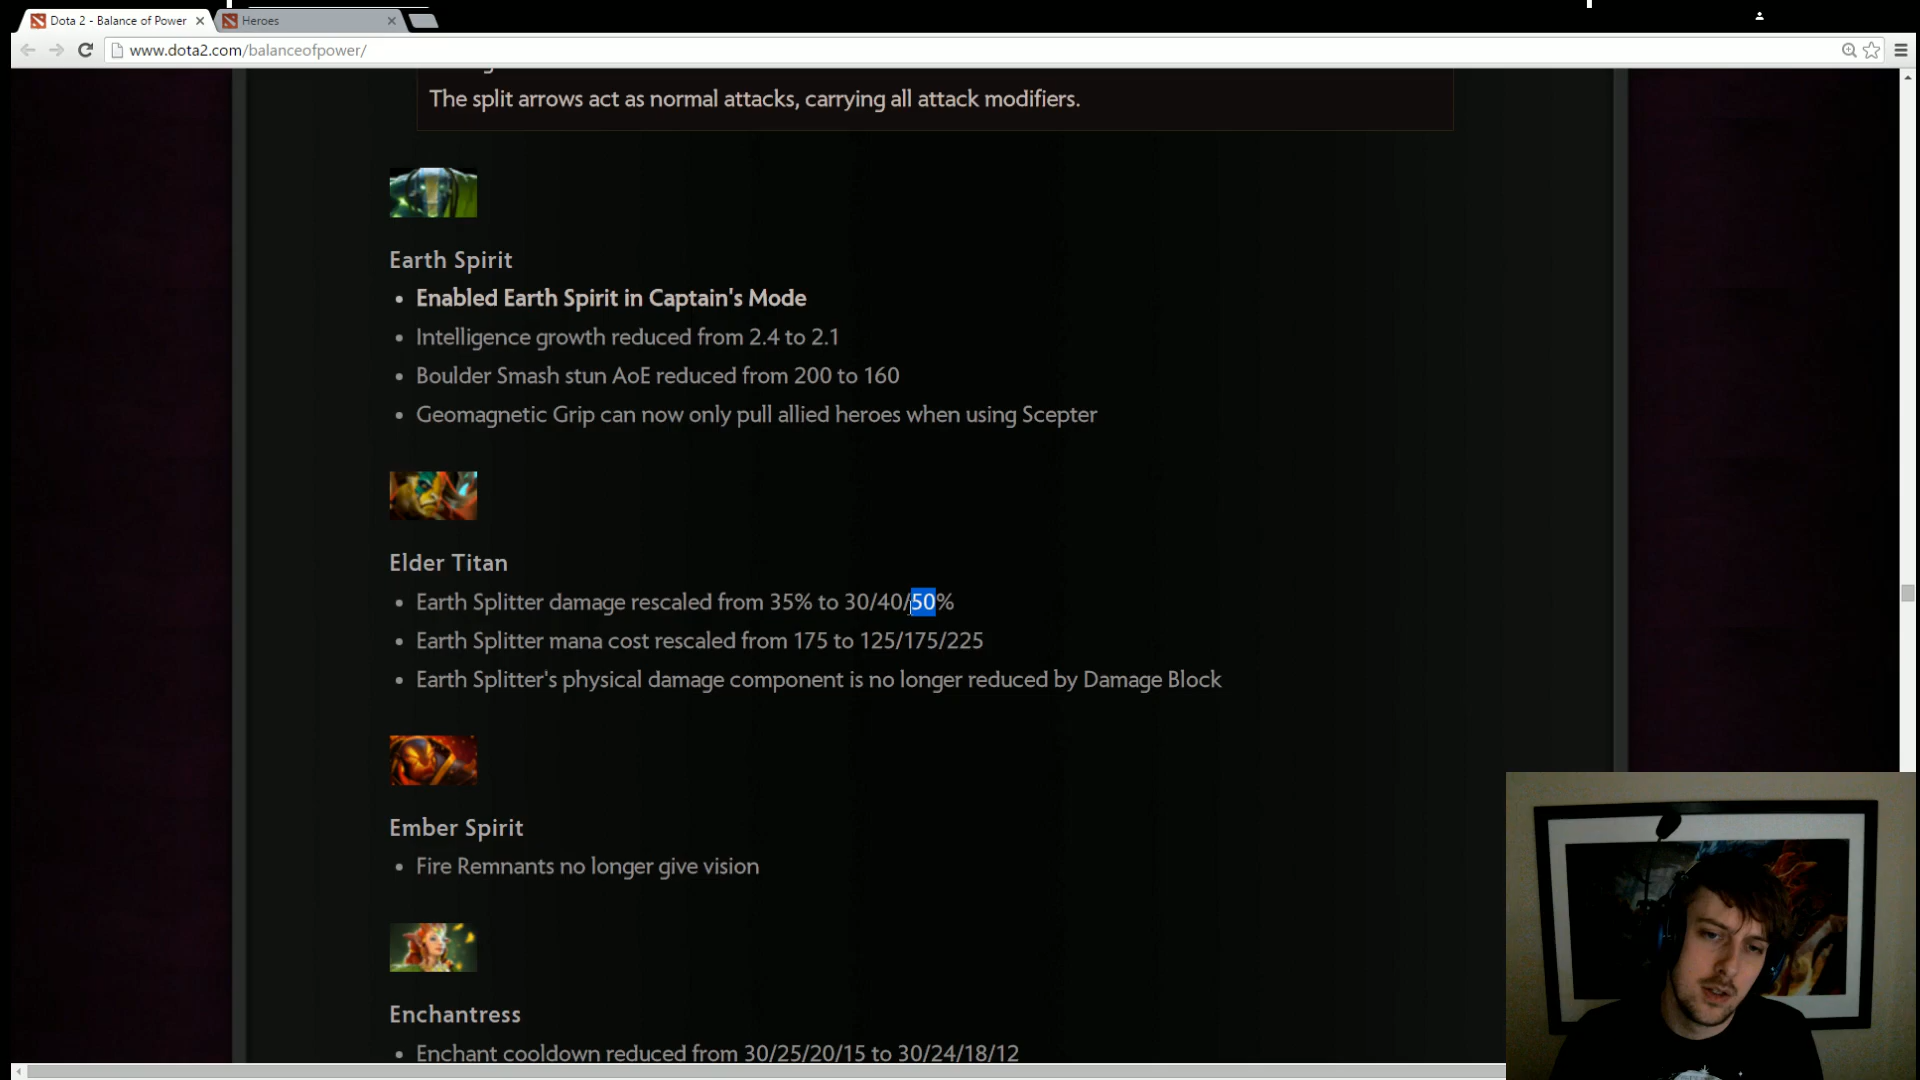 Dota 2 - Balance of Power
Heroes
www.dota2.com/balanceofpower/
The split arrows act as normal attacks, carrying all attack modifiers.
Earth Spirit
• Enabled Earth Spirit in Captain's Mode
• Intelligence growth reduced from 2.4 to 2.1
• Boulder Smash stun AoE reduced from 200 to 160
• Geomagnetic Grip can now only pull allied heroes when using Scepter
Elder Titan
• Earth Splitter damage rescaled from 35% to 30/40/50%
• Earth Splitter mana cost rescaled from 175 to 125/175/225
• Earth Splitter's physical damage component is no longer reduced by Damage Block
Ember Spirit
• Fire Remnants no longer give vision
Enchantress
• Enchant cooldown reduced from 30/25/20/15 to 30/24/18/12